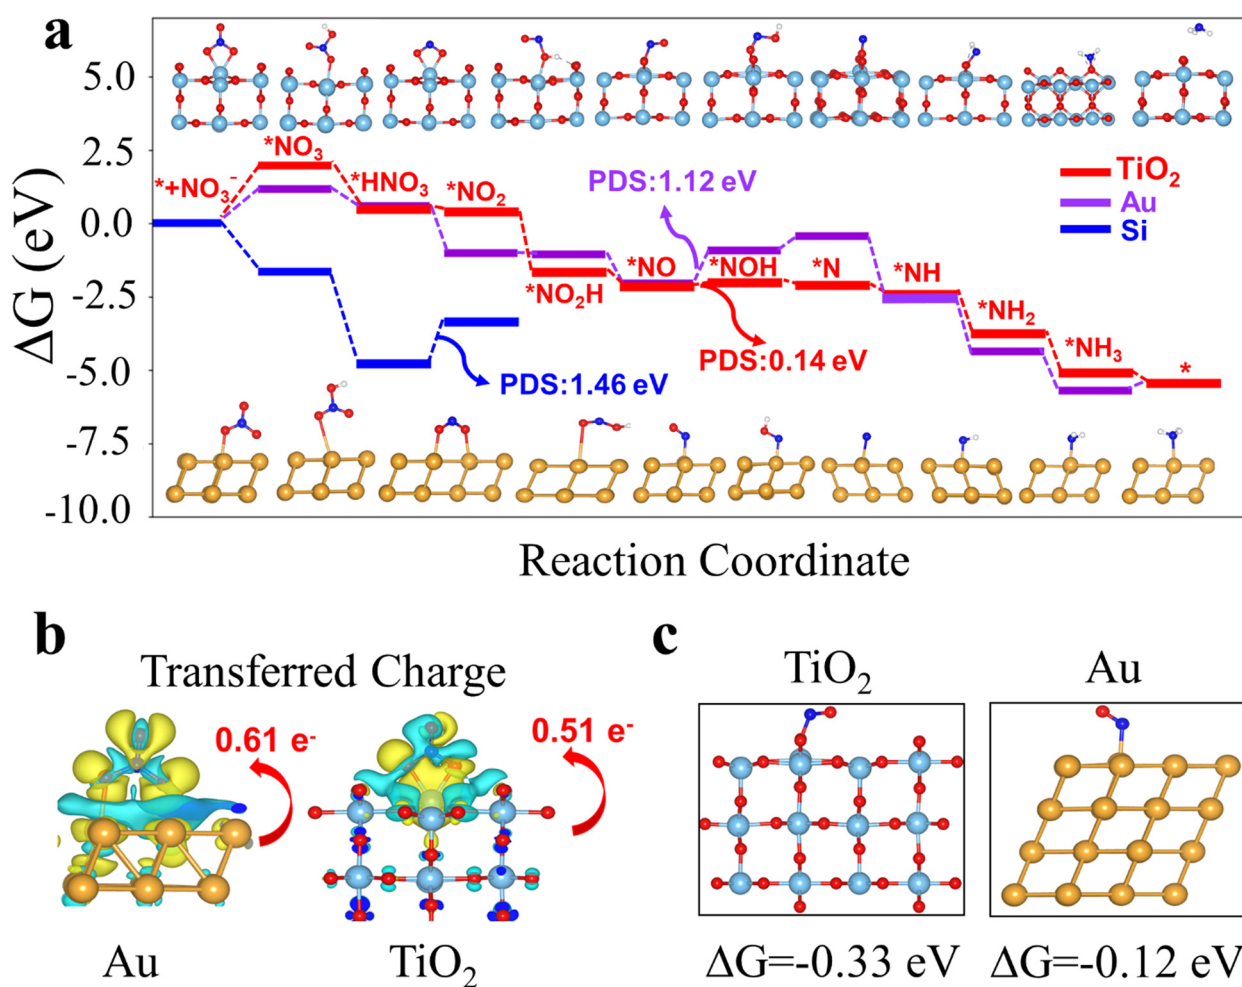 a
5.0
2.5
0.0
-2.5
-5.0
-7.5
-10.0
ΔG (eV)
*+NO₃⁻
*NO₃
*HNO₃
*NO₂
*NO₂H
*NO
*NOH
*N
*NH
*NH₂
*NH₃
*
PDS:1.12 eV
PDS:0.14 eV
PDS:1.46 eV
TiO₂
Au
Si
Reaction Coordinate
b
Transferred Charge
0.61 e⁻
0.51 e⁻
Au
TiO₂
c
TiO₂
Au
ΔG=-0.33 eV
ΔG=-0.12 eV